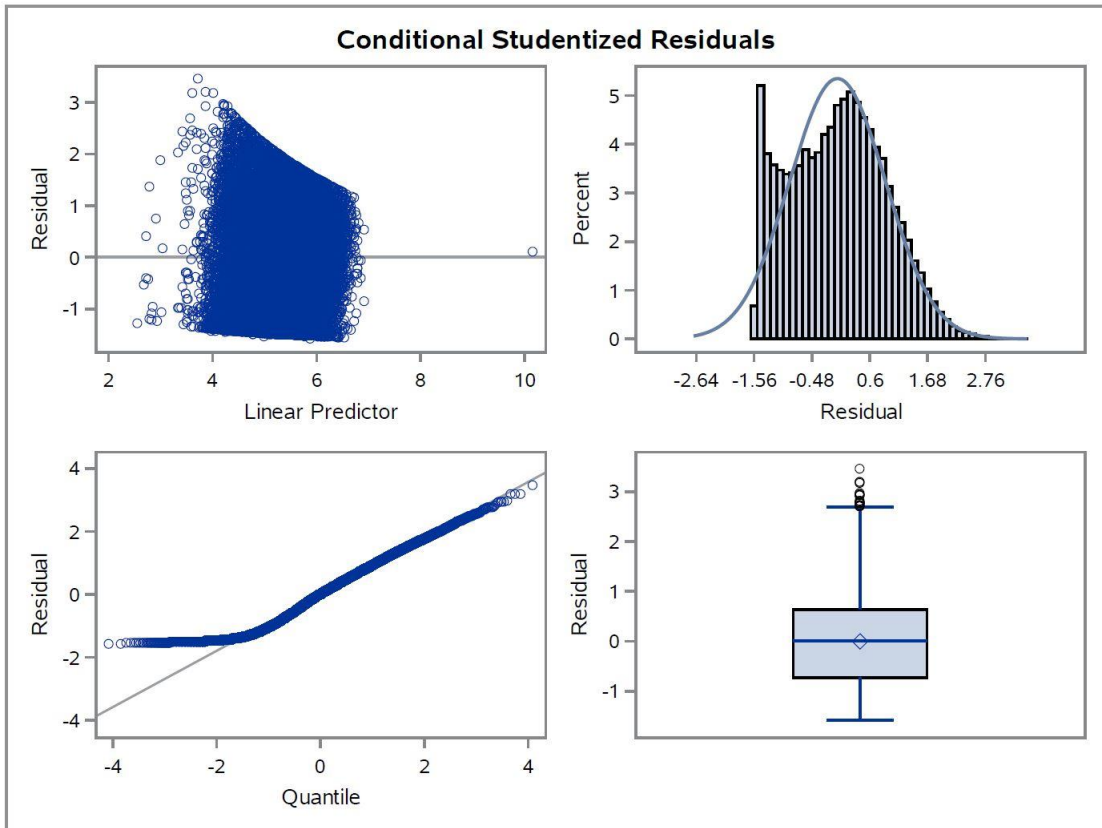 Conditional Studentized Residuals
Residual
3
2
1
0
-1
2 4 6 8 10
Linear Predictor
Percent
5
4
3
2
1
0
-2.64 -1.56 -0.48 0.6 1.68 2.76
Residual
Residual
4
2
0
-2
-4
-4 -2 0 2 4
Quantile
Residual
3
2
1
0
-1